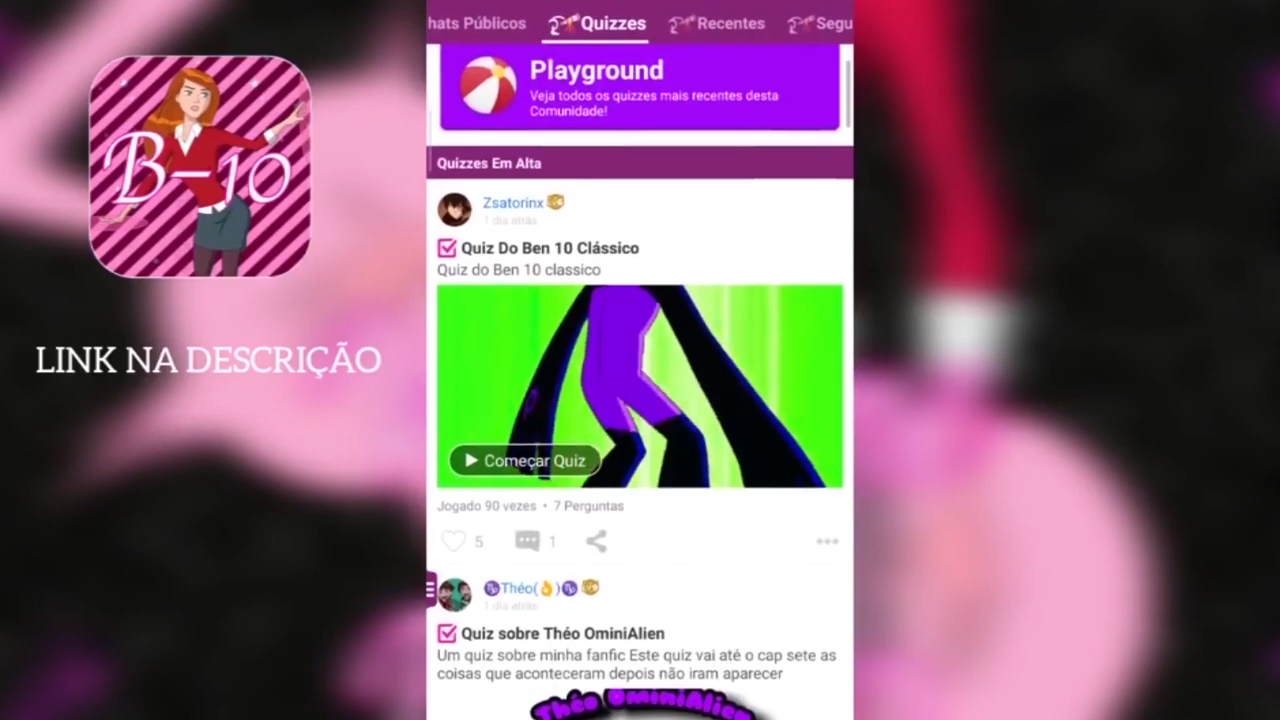 hats Públicos
Quizzes
Recentes
Segu
Playground
Veja todos os quizzes mais recentes desta
Comunidade!
Quizzes Em Alta
B-10
LINK NA DESCRIÇÃO
Zsatorinx
1 dia atrás
Quiz Do Ben 10 Clássico
Quiz do Ben 10 classico
Começar Quiz
Jogado 90 vezes • 7 Perguntas
5
1
♑Théo(👌)♑
1 dia atrás
Quiz sobre Théo OminiAlien
Um quiz sobre minha fanfic Este quiz vai até o cap sete as
coisas que aconteceram depois não iram aparecer
Théo OminiAlien